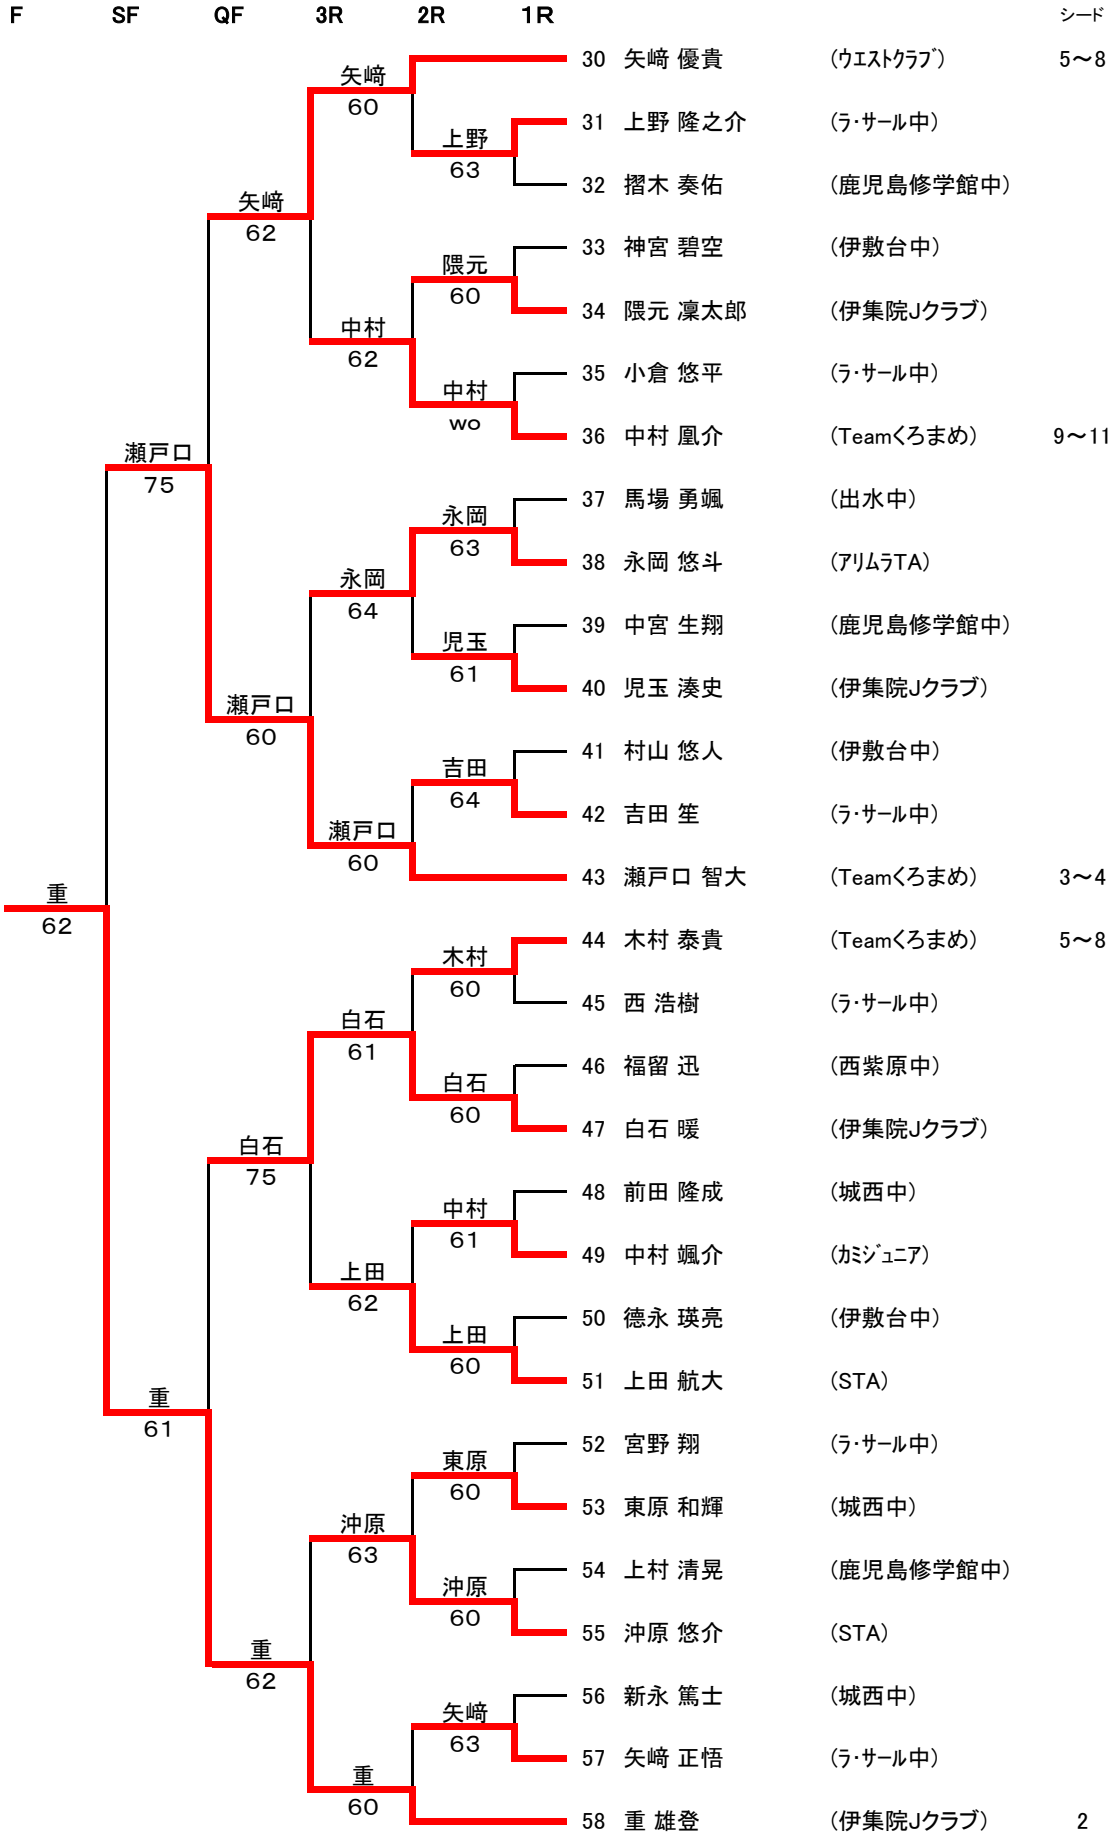 F SF QF 3R 2R 1R シード
30 矢﨑 優貴 (ウエストクラブ) 5～8
矢﨑
60
31 上野 隆之介 (ラ・サール中)
上野
63
32 摺木 奏佑 (鹿児島修学館中)
矢﨑
62
33 神宮 碧空 (伊敷台中)
隈元
60
34 隈元 凜太郎 (伊集院Jクラブ)
中村
62
35 小倉 悠平 (ラ・サール中)
中村
wo
36 中村 凰介 (Teamくろまめ) 9～11
瀬戸口
75
37 馬場 勇颯 (出水中)
永岡
63
38 永岡 悠斗 (アリムラTA)
永岡
64
39 中宮 生翔 (鹿児島修学館中)
児玉
61
40 児玉 湊史 (伊集院Jクラブ)
瀬戸口
60
41 村山 悠人 (伊敷台中)
吉田
64
42 吉田 笙 (ラ・サール中)
瀬戸口
60
43 瀬戸口 智大 (Teamくろまめ) 3～4
重
62
44 木村 泰貴 (Teamくろまめ) 5～8
木村
60
45 西 浩樹 (ラ・サール中)
白石
61
46 福留 迅 (西紫原中)
白石
60
47 白石 暖 (伊集院Jクラブ)
白石
75
48 前田 隆成 (城西中)
中村
61
49 中村 颯介 (カミジュニア)
上田
62
50 德永 瑛亮 (伊敷台中)
上田
60
51 上田 航大 (STA)
重
61
52 宮野 翔 (ラ・サール中)
東原
60
53 東原 和輝 (城西中)
沖原
63
54 上村 清晃 (鹿児島修学館中)
沖原
60
55 沖原 悠介 (STA)
重
62
56 新永 篤士 (城西中)
矢﨑
63
57 矢﨑 正悟 (ラ・サール中)
重
60
58 重 雄登 (伊集院Jクラブ) 2